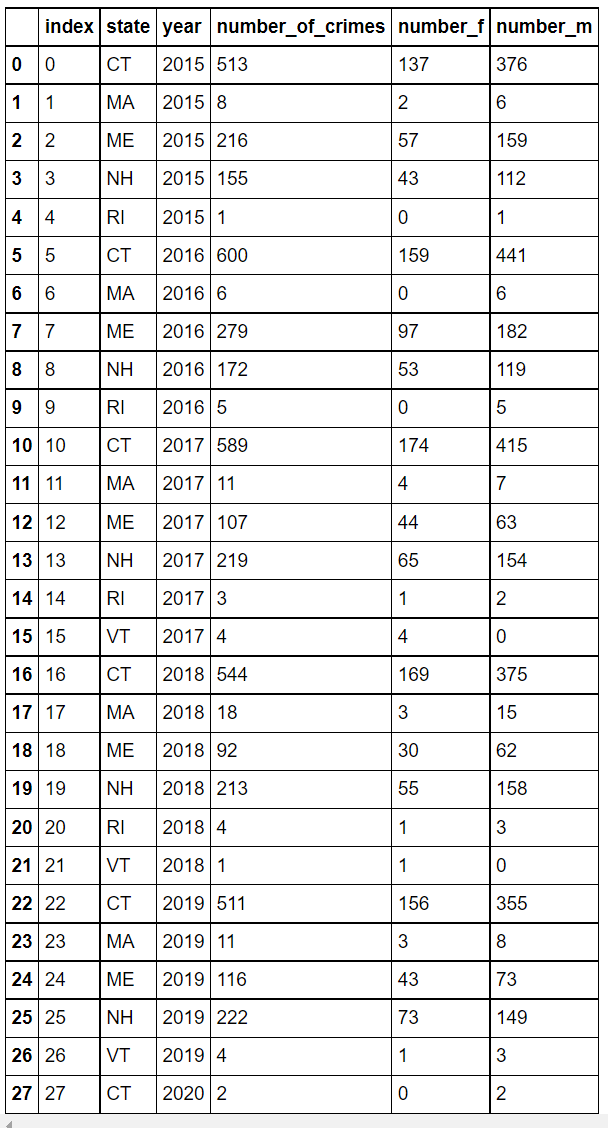 index state year number_of_crimes number_f number_m
0 0 CT 2015 513 137 376
1 1 MA 2015 8 2 6
2 2 ME 2015 216 57 159
3 3 NH 2015 155 43 112
4 4 RI 2015 1 0 1
5 5 CT 2016 600 159 441
6 6 MA 2016 6 0 6
7 7 ME 2016 279 97 182
8 8 NH 2016 172 53 119
9 9 RI 2016 5 0 5
10 10 CT 2017 589 174 415
11 11 MA 2017 11 4 7
12 12 ME 2017 107 44 63
13 13 NH 2017 219 65 154
14 14 RI 2017 3 1 2
15 15 VT 2017 4 4 0
16 16 CT 2018 544 169 375
17 17 MA 2018 18 3 15
18 18 ME 2018 92 30 62
19 19 NH 2018 213 55 158
20 20 RI 2018 4 1 3
21 21 VT 2018 1 1 0
22 22 CT 2019 511 156 355
23 23 MA 2019 11 3 8
24 24 ME 2019 116 43 73
25 25 NH 2019 222 73 149
26 26 VT 2019 4 1 3
27 27 CT 2020 2 0 2